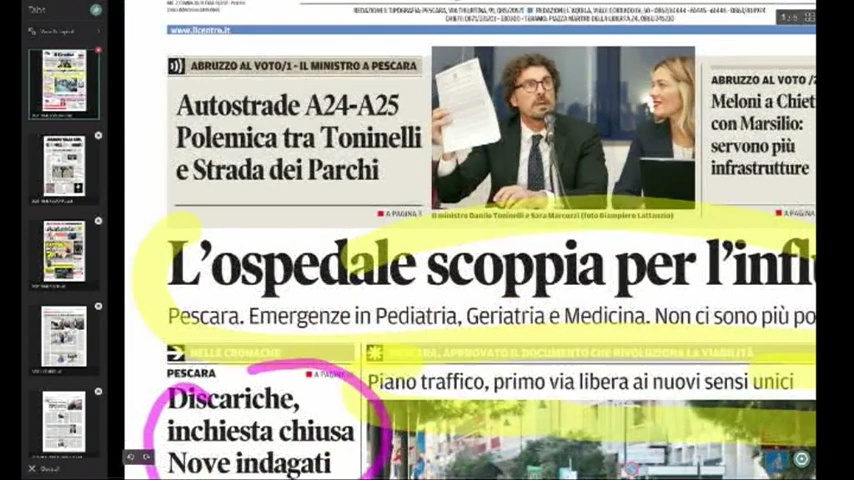 www.ilcentro.it
ABRUZZO AL VOTO/1 - IL MINISTRO A PESCARA
Autostrade A24-A25
Polemica tra Toninelli
e Strada dei Parchi
A PAGINA
Il ministro Danilo Toninelli e Sara Marcozzi (foto Giampiero Lattanzio)
ABRUZZO AL VOTO /2
Meloni a Chiet
con Marsilio:
servono più
infrastrutture
A PAGINA
L'ospedale scoppia per l'infl
Pescara. Emergenze in Pediatria, Geriatria e Medicina. Non ci sono più po
NELLE CRONACHE
PESCARA
A PAGINA
Discariche,
inchiesta chiusa
Nove indagati
PESCARA, APPROVATO IL DOCUMENTO CHE RIVOLUZIONA LA VIABILITÀ
Piano traffico, primo via libera ai nuovi sensi unici